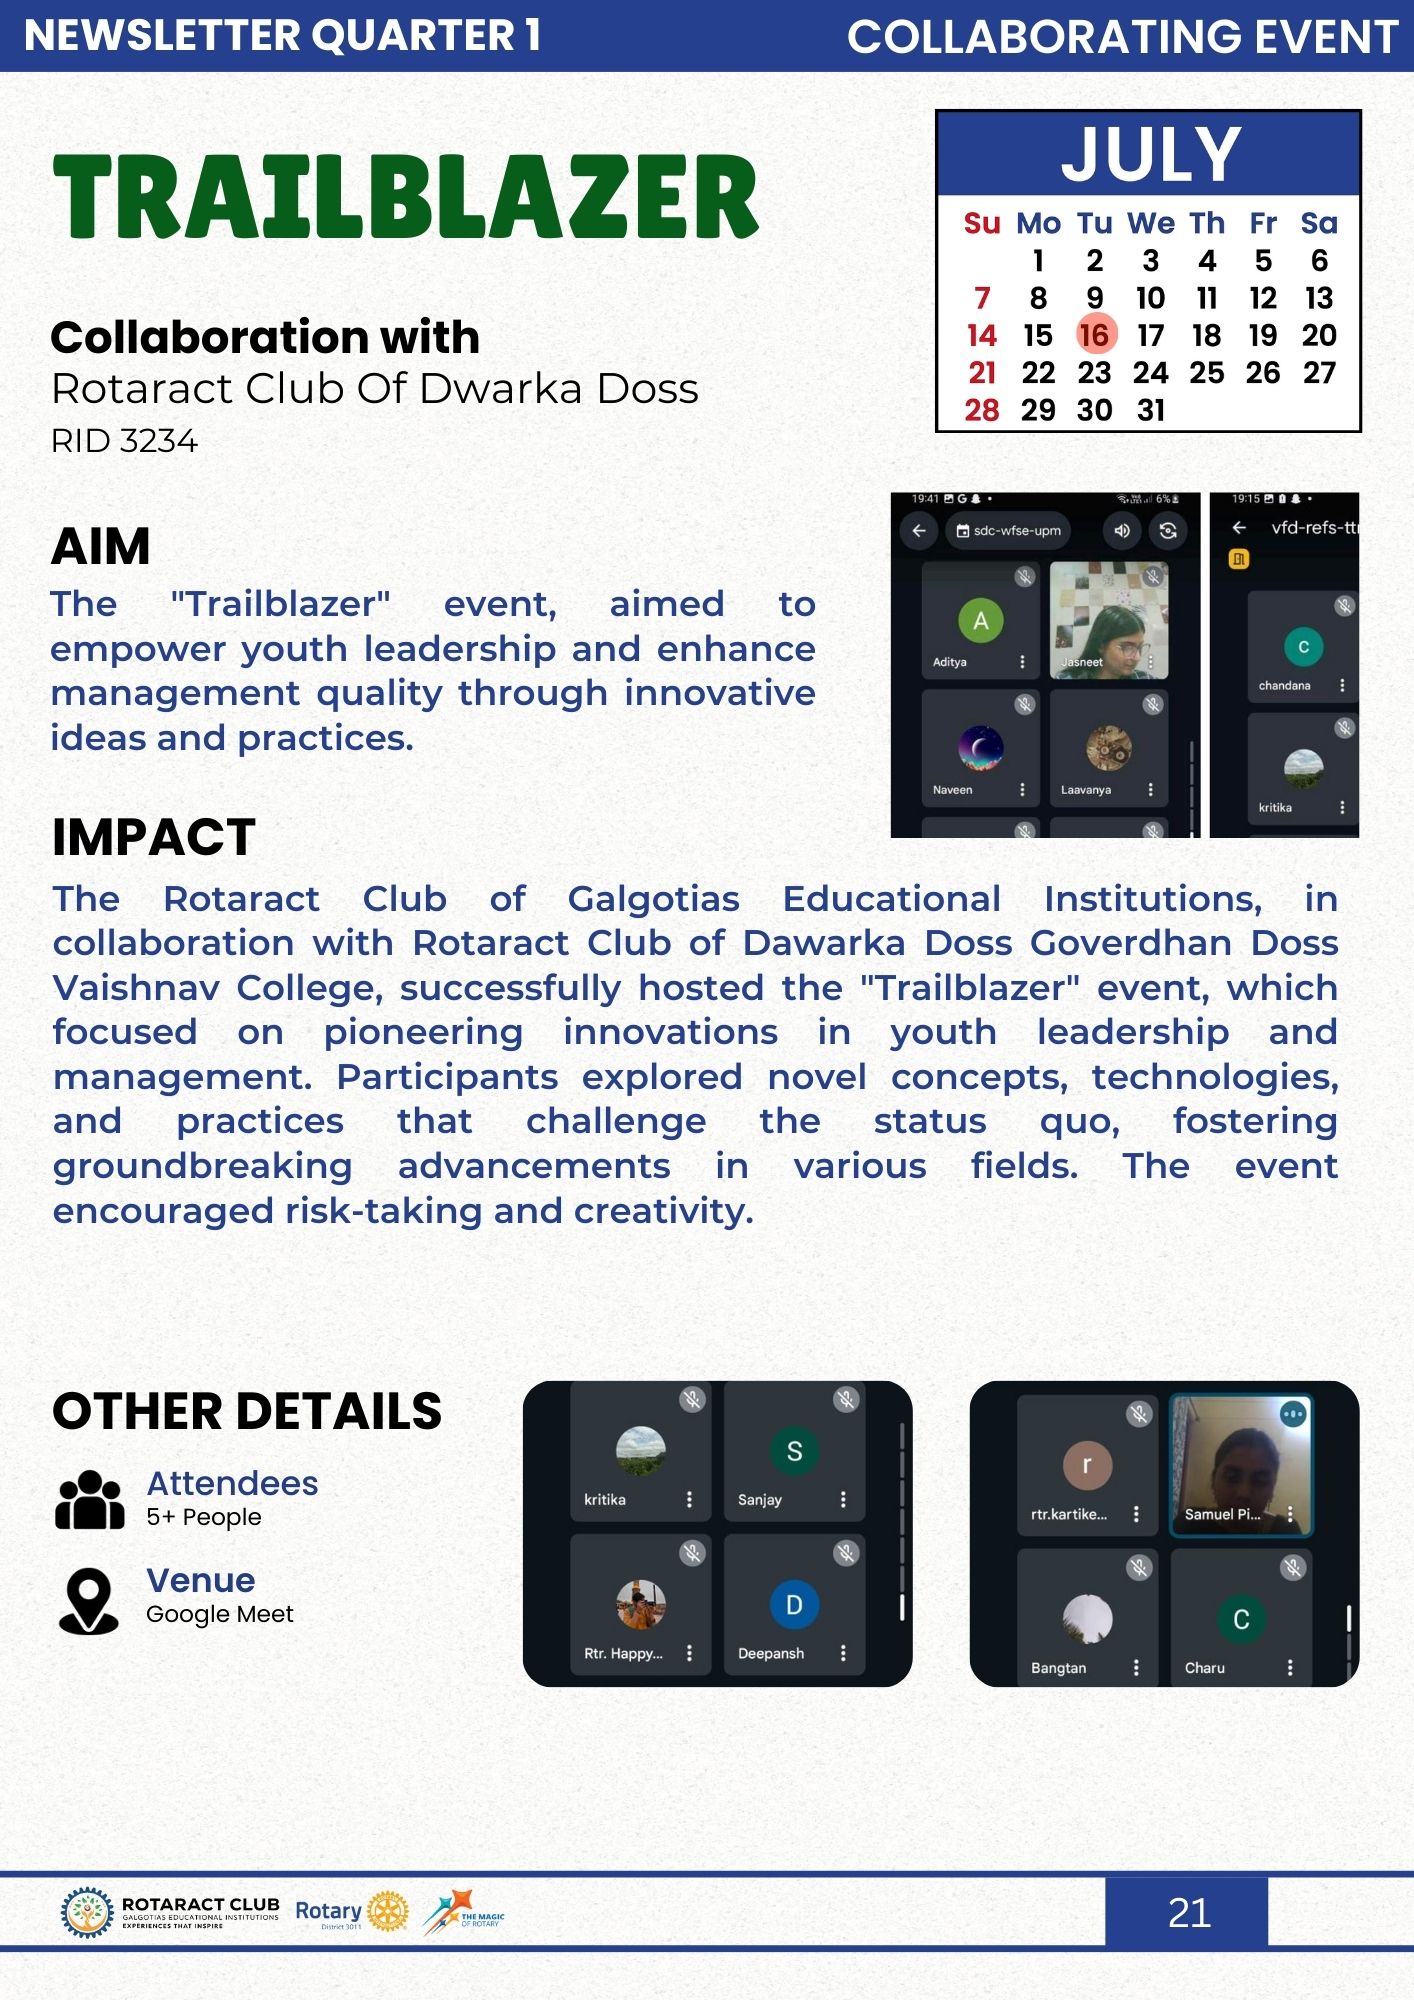 NEWSLETTER QUARTER 1
COLLABORATING EVENT
TRAILBLAZER
JULY
Su Mo Tu We Th Fr Sa
1 2 3 4 5 6
7 8 9 10 11 12 13
14 15 16 17 18 19 20
21 22 23 24 25 26 27
28 29 30 31
Collaboration with
Rotaract Club Of Dwarka Doss
RID 3234
AIM
The "Trailblazer" event, aimed to
empower youth leadership and enhance
management quality through innovative
ideas and practices.
19:41
6%
sdc-wfse-upm
A
Aditya
Jasneet
Naveen
Laavanya
19:15
vfd-refs-tt
c
chandana
kritika
IMPACT
The Rotaract Club of Galgotias Educational Institutions, in
collaboration with Rotaract Club of Dawarka Doss Goverdhan Doss
Vaishnav College, successfully hosted the "Trailblazer" event, which
focused on pioneering innovations in youth leadership and
management. Participants explored novel concepts, technologies,
and practices that challenge the status quo, fostering
groundbreaking advancements in various fields. The event
encouraged risk-taking and creativity.
OTHER DETAILS
Attendees
5+ People
Venue
Google Meet
kritika
S
Sanjay
Rtr. Happy...
D
Deepansh
r
rtr.kartike...
Samuel Pi...
Bangtan
C
Charu
ROTARACT CLUB
GALGOTIAS EDUCATIONAL INSTITUTIONS
EXPERIENCES THAT INSPIRE
Rotary
District 3011
THE MAGIC
OF ROTARY
21